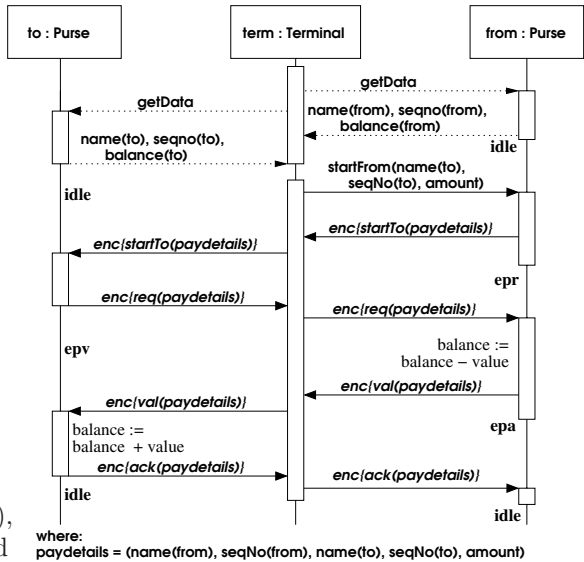 to : Purse
term : Terminal
from : Purse
getData
getData
name(from), seqno(from),
balance(from)
name(to), seqno(to),
balance(to)
idle
startFrom(name(to),
seqNo(to), amount)
idle
enc{startTo(paydetails)}
enc{startTo(paydetails)}
epr
enc{req(paydetails)}
enc{req(paydetails)}
epv
balance :=
balance − value
enc{val(paydetails)}
enc{val(paydetails)}
epa
balance :=
balance + value
enc{ack(paydetails)}
enc{ack(paydetails)}
idle
idle
),
d
where:
paydetails = (name(from), seqNo(from), name(to), seqNo(to), amount)